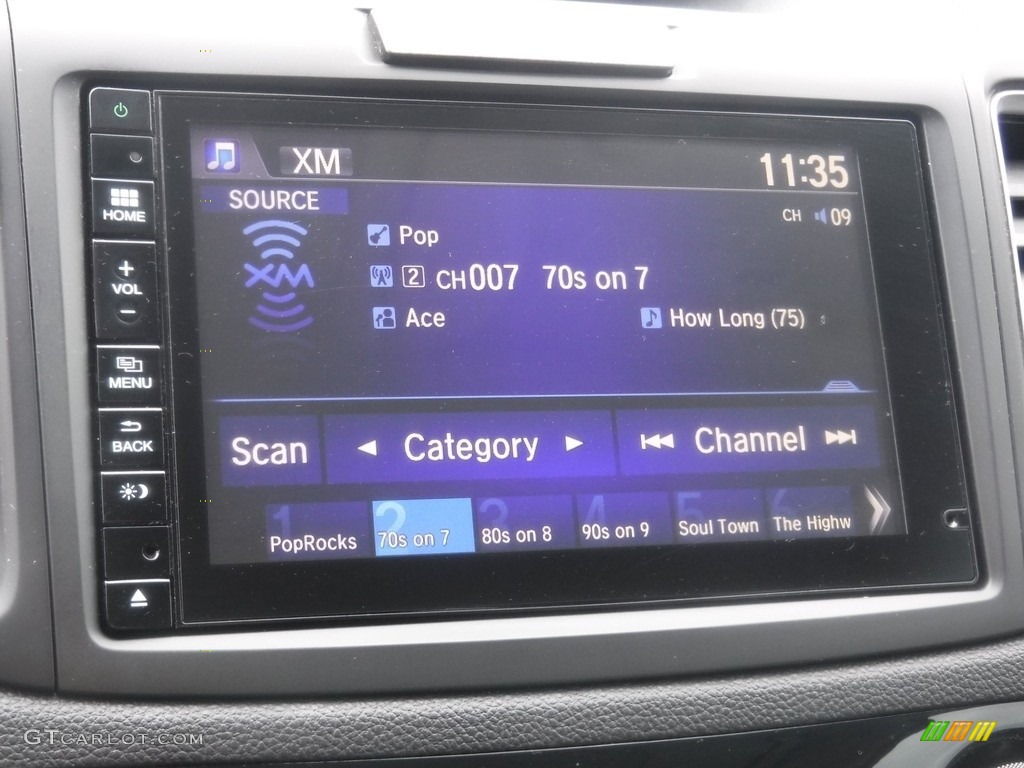 XM
11:35
SOURCE
CH 09
XM
Pop
2 CH 007 70s on 7
Ace
How Long (75)
HOME
+
VOL
−
MENU
BACK
Scan
Category
Channel
1 PopRocks
2 70s on 7
3 80s on 8
4 90s on 9
5 Soul Town
6 The Highw
GTCARLOT.COM